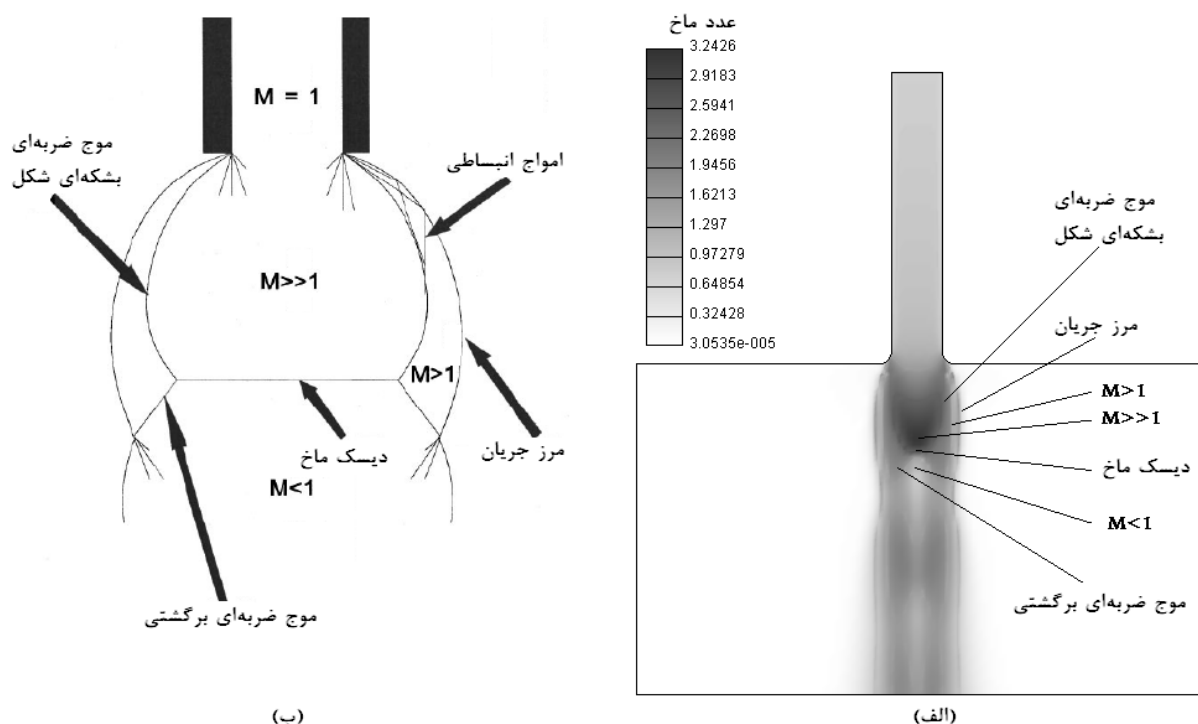 عدد ماخ
3.2426
2.9183
2.5941
2.2698
1.9456
1.6213
1.297
0.97279
0.64854
0.32428
3.0535e-005
موج ضربه‌ای
بشکه‌ای شکل
مرز جریان
M>1
M>>1
دیسک ماخ
M<1
موج ضربه‌ای برگشتی
(الف)
M = 1
موج ضربه‌ای
بشکه‌ای شکل
امواج انبساطی
M>>1
M>1
مرز جریان
دیسک ماخ
M<1
موج ضربه‌ای برگشتی
(ب)